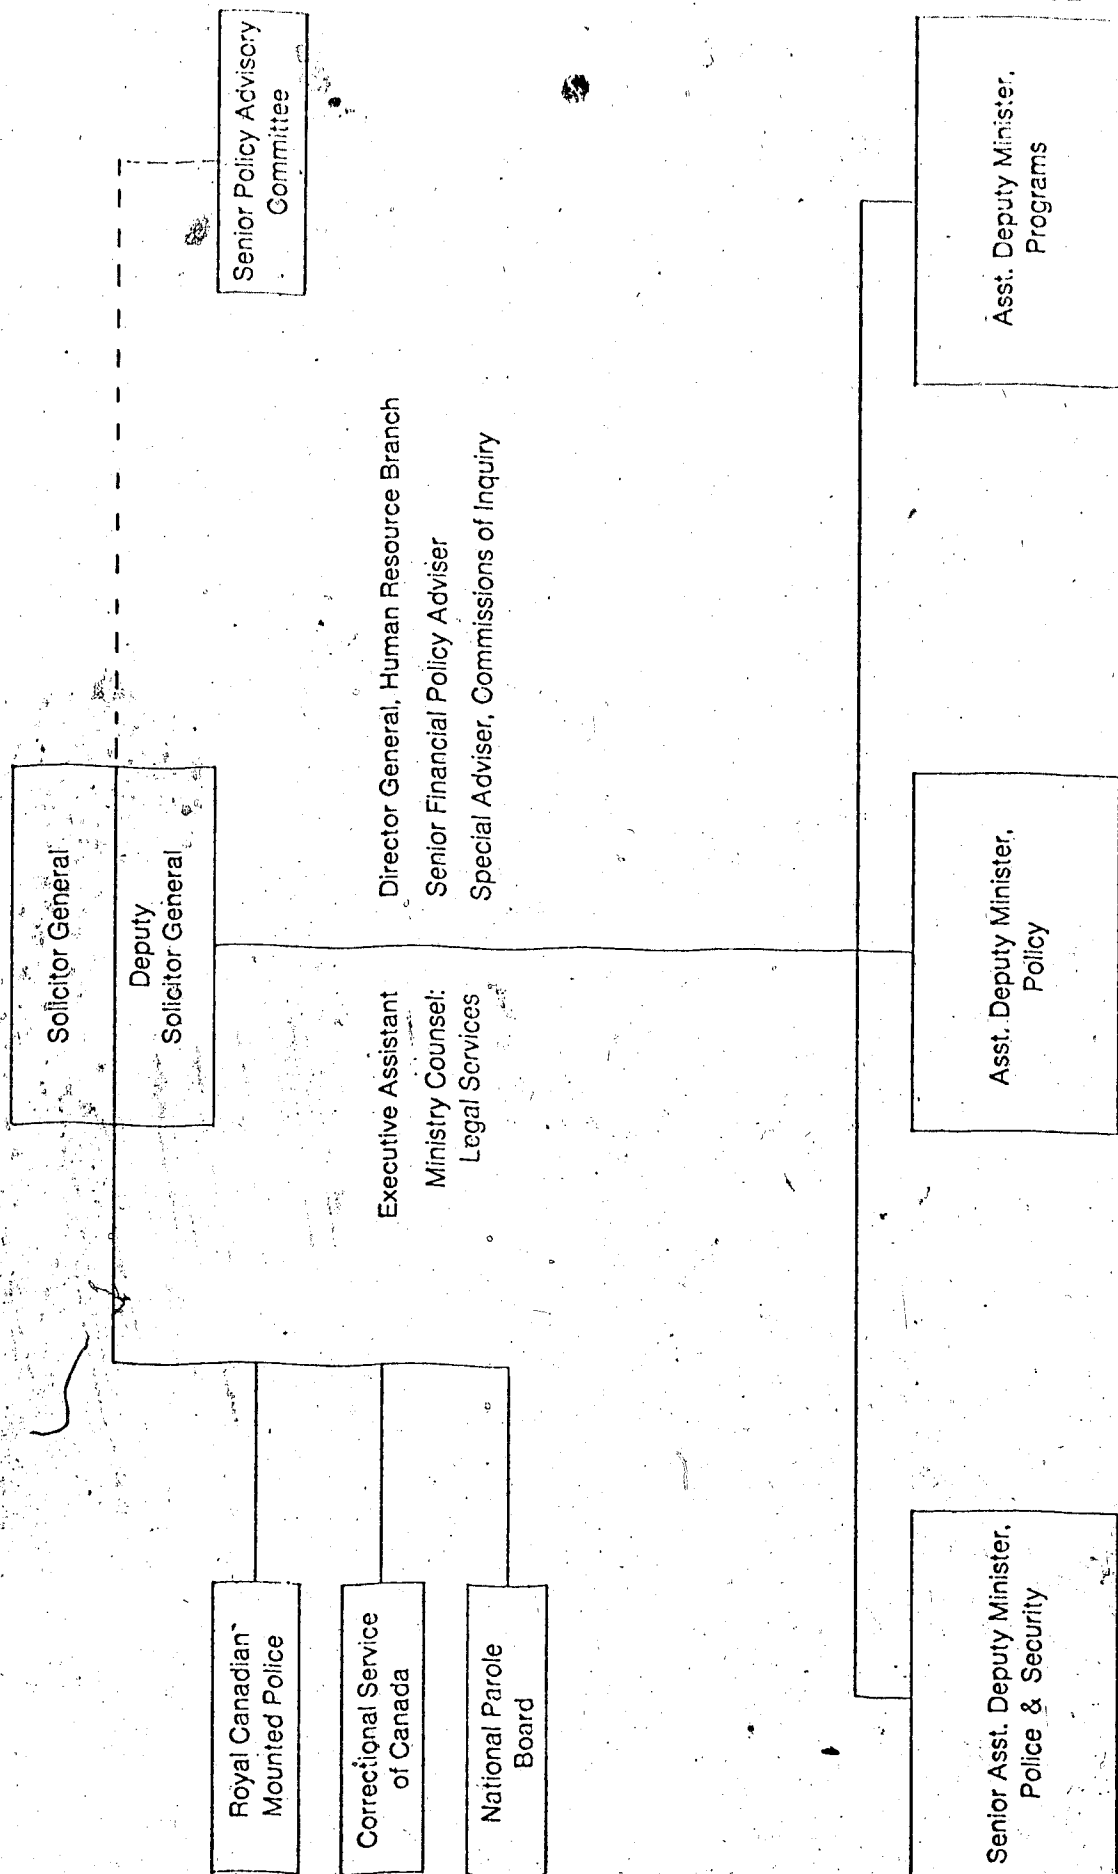 Solicitor General
Deputy
Solicitor General
Senior Policy Advisory
Committee
Royal Canadian
Mounted Police
Correctional Service
of Canada
National Parole
Board
Executive Assistant
Ministry Counsel:
Legal Services
Director General, Human Resource Branch
Senior Financial Policy Adviser
Special Adviser, Commissions of Inquiry
Senior Asst. Deputy Minister,
Police & Security
Asst. Deputy Minister,
Policy
Asst. Deputy Minister,
Programs